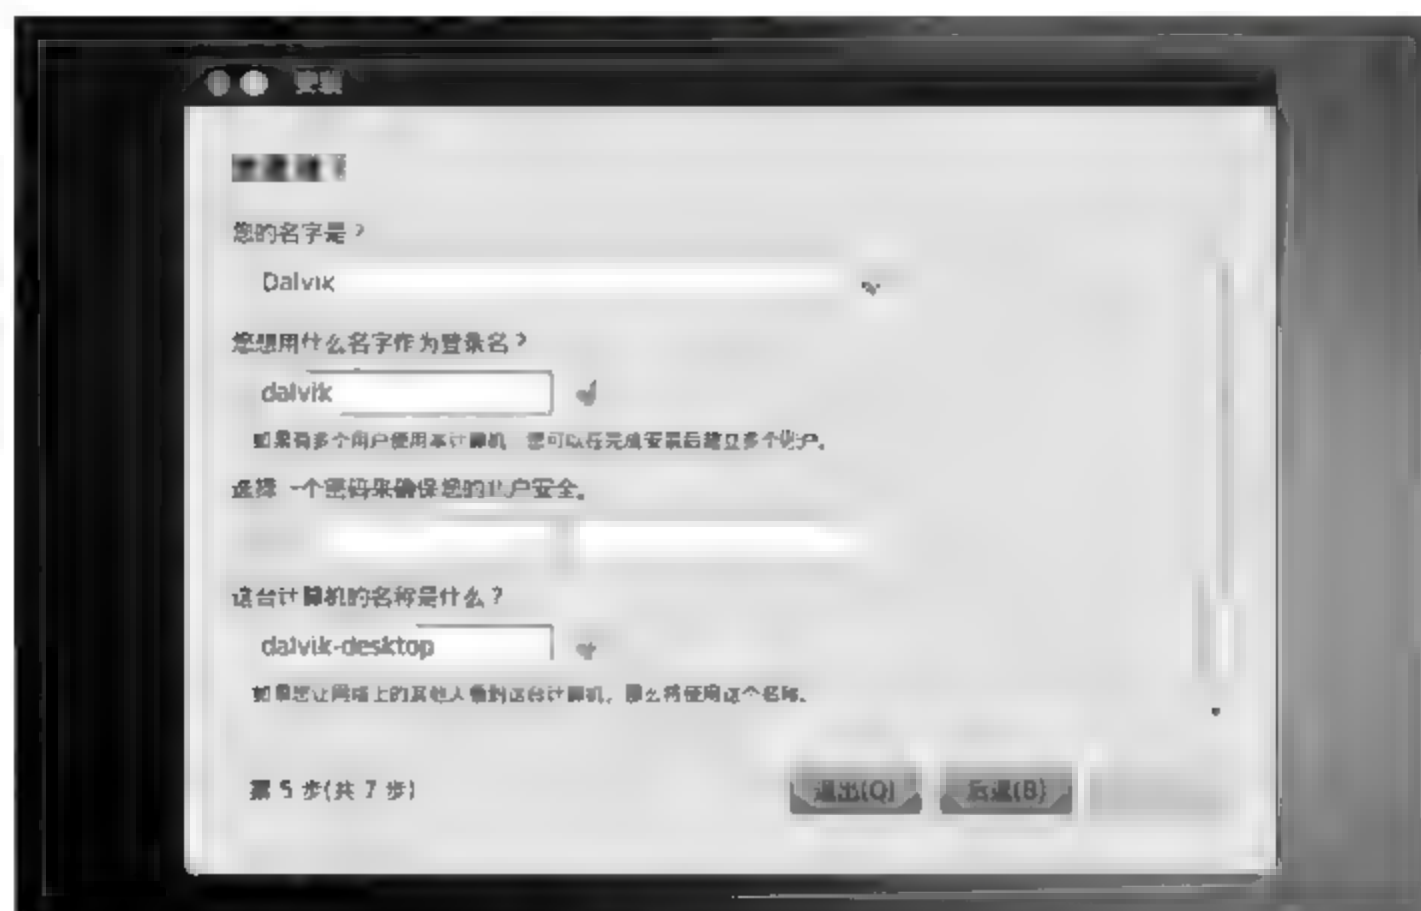 安装
您的名字是？
Dalvik
您想用什么名字作为登录名？
dalvik
如果有多个用户使用本计算机，您可以在完成安装后建立多个账户。
选择一个密码来确保您的账户安全。
这台计算机的名称是什么？
dalvik-desktop
如果您让网络上的其他人看到这台计算机，那么将使用这个名称。
第 5 步(共 7 步)
退出(Q)
后退(B)